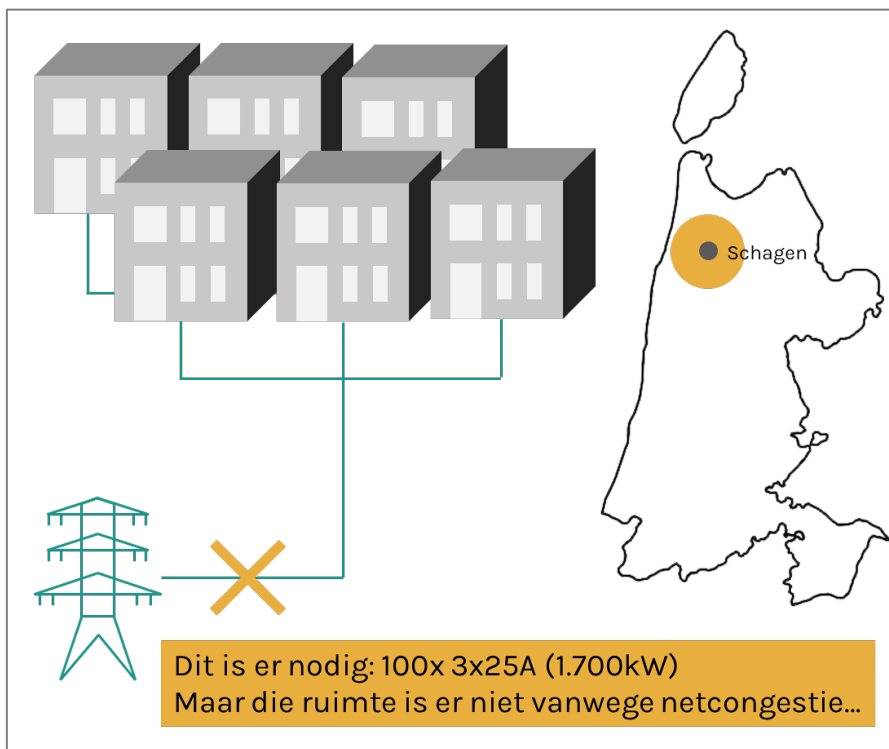 Schagen
Dit is er nodig: 100x 3x25A (1.700kW)
Maar die ruimte is er niet vanwege netcongestie...